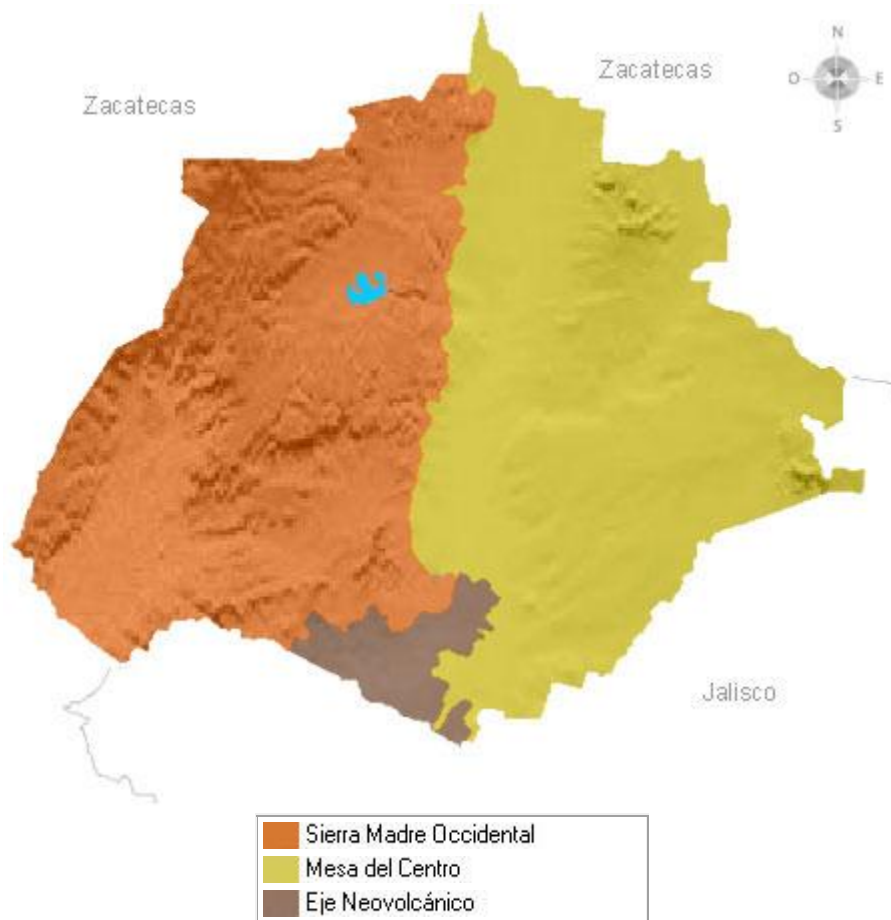 N
Zacatecas
O
E
Zacatecas
S
Jalisco
Sierra Madre Occidental
Mesa del Centro
Eje Neovolcánico